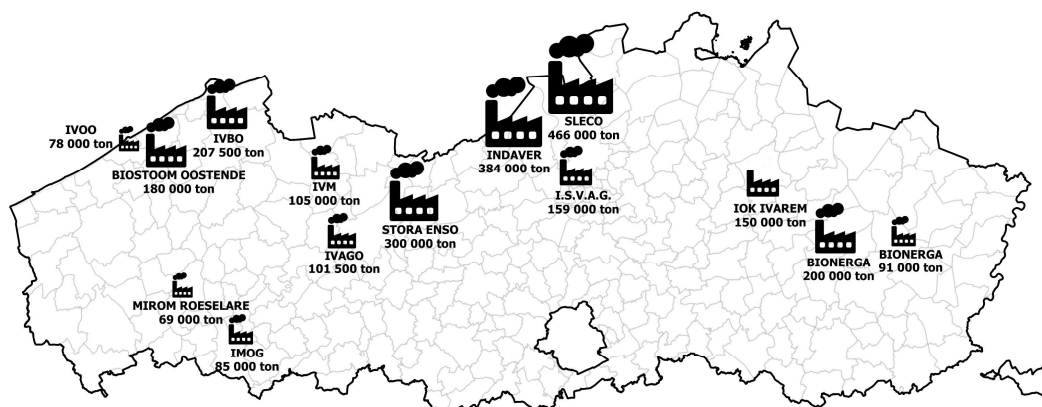 SLECO
466 000 ton
IVOO
78 000 ton
IVBO
207 500 ton
INDAVER
384 000 ton
BIOSTOOM OOSTENDE
180 000 ton
IVM
105 000 ton
I.S.V.A.G.
159 000 ton
IOK IVAREM
150 000 ton
STORA ENSO
300 000 ton
IVAGO
101 500 ton
BIONERGA
200 000 ton
BIONERGA
91 000 ton
MIROM ROESELARE
69 000 ton
IMOG
85 000 ton